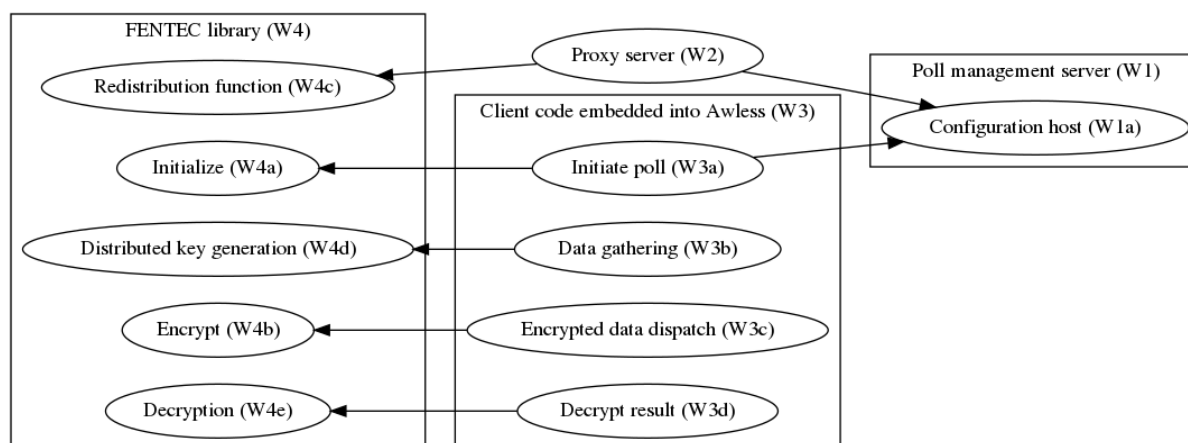 FENTEC library (W4)
Proxy server (W2)
Redistribution function (W4c)
Poll management server (W1)
Client code embedded into Awless (W3)
Configuration host (W1a)
Initialize (W4a)
Initiate poll (W3a)
Distributed key generation (W4d)
Data gathering (W3b)
Encrypt (W4b)
Encrypted data dispatch (W3c)
Decryption (W4e)
Decrypt result (W3d)